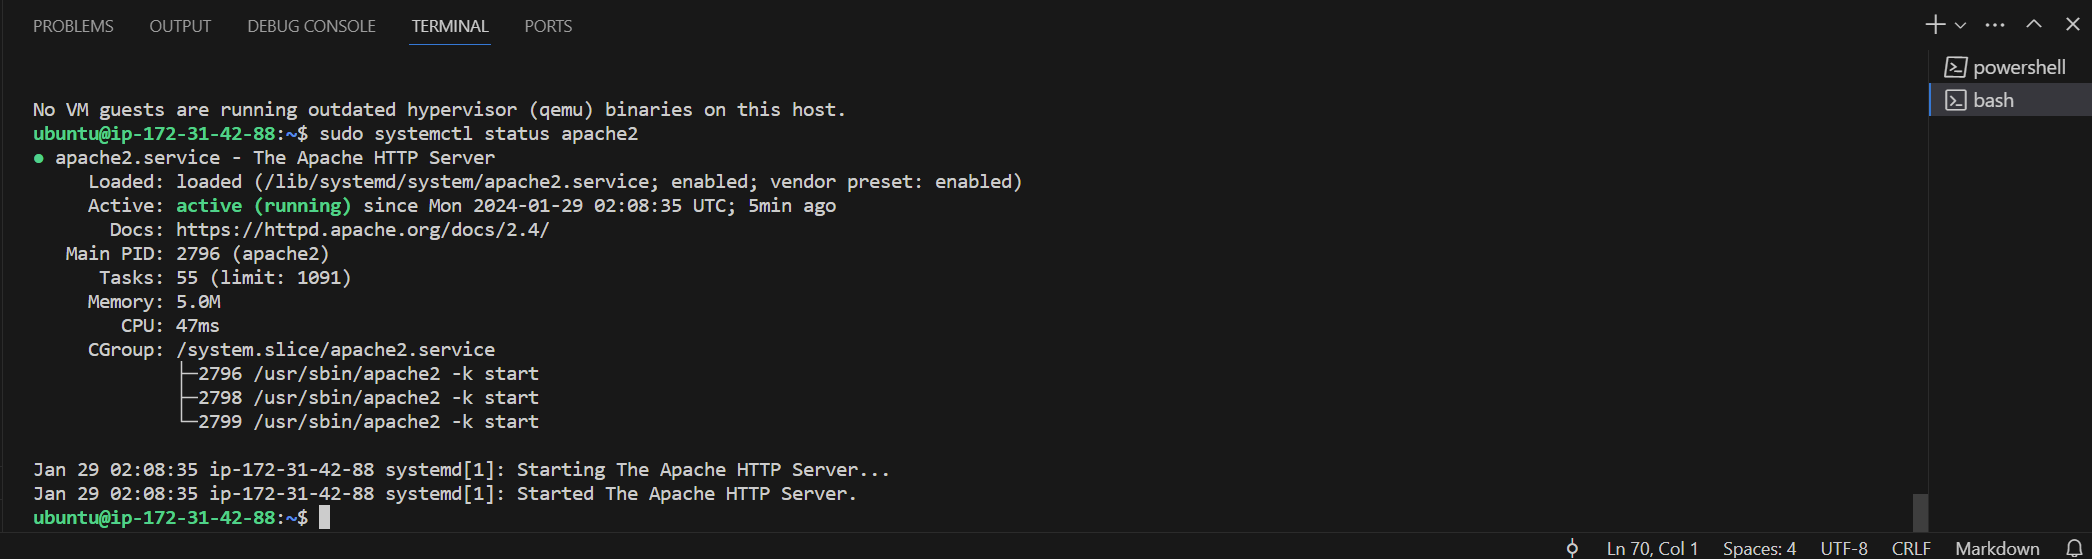 PROBLEMS OUTPUT DEBUG CONSOLE TERMINAL PORTS
powershell
bash
No VM guests are running outdated hypervisor (qemu) binaries on this host.
ubuntu@ip-172-31-42-88:~$ sudo systemctl status apache2
● apache2.service - The Apache HTTP Server
Loaded: loaded (/lib/systemd/system/apache2.service; enabled; vendor preset: enabled)
Active: active (running) since Mon 2024-01-29 02:08:35 UTC; 5min ago
Docs: https://httpd.apache.org/docs/2.4/
Main PID: 2796 (apache2)
Tasks: 55 (limit: 1091)
Memory: 5.0M
CPU: 47ms
CGroup: /system.slice/apache2.service
├─2796 /usr/sbin/apache2 -k start
├─2798 /usr/sbin/apache2 -k start
└─2799 /usr/sbin/apache2 -k start
Jan 29 02:08:35 ip-172-31-42-88 systemd[1]: Starting The Apache HTTP Server...
Jan 29 02:08:35 ip-172-31-42-88 systemd[1]: Started The Apache HTTP Server.
ubuntu@ip-172-31-42-88:~$
Ln 70, Col 1 Spaces: 4 UTF-8 CRLF Markdown